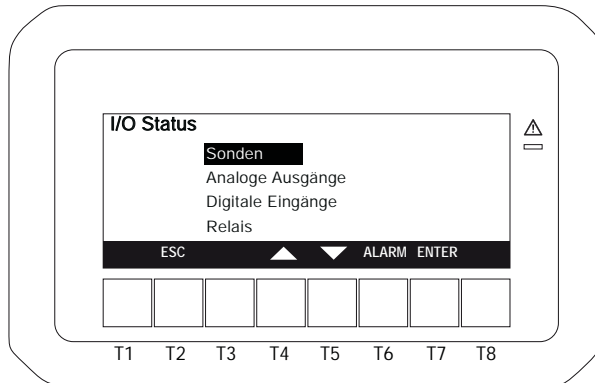 I/O Status
Sonden
Analoge Ausgänge
Digitale Eingänge
Relais
ESC ALARM ENTER
T1 T2 T3 T4 T5 T6 T7 T8